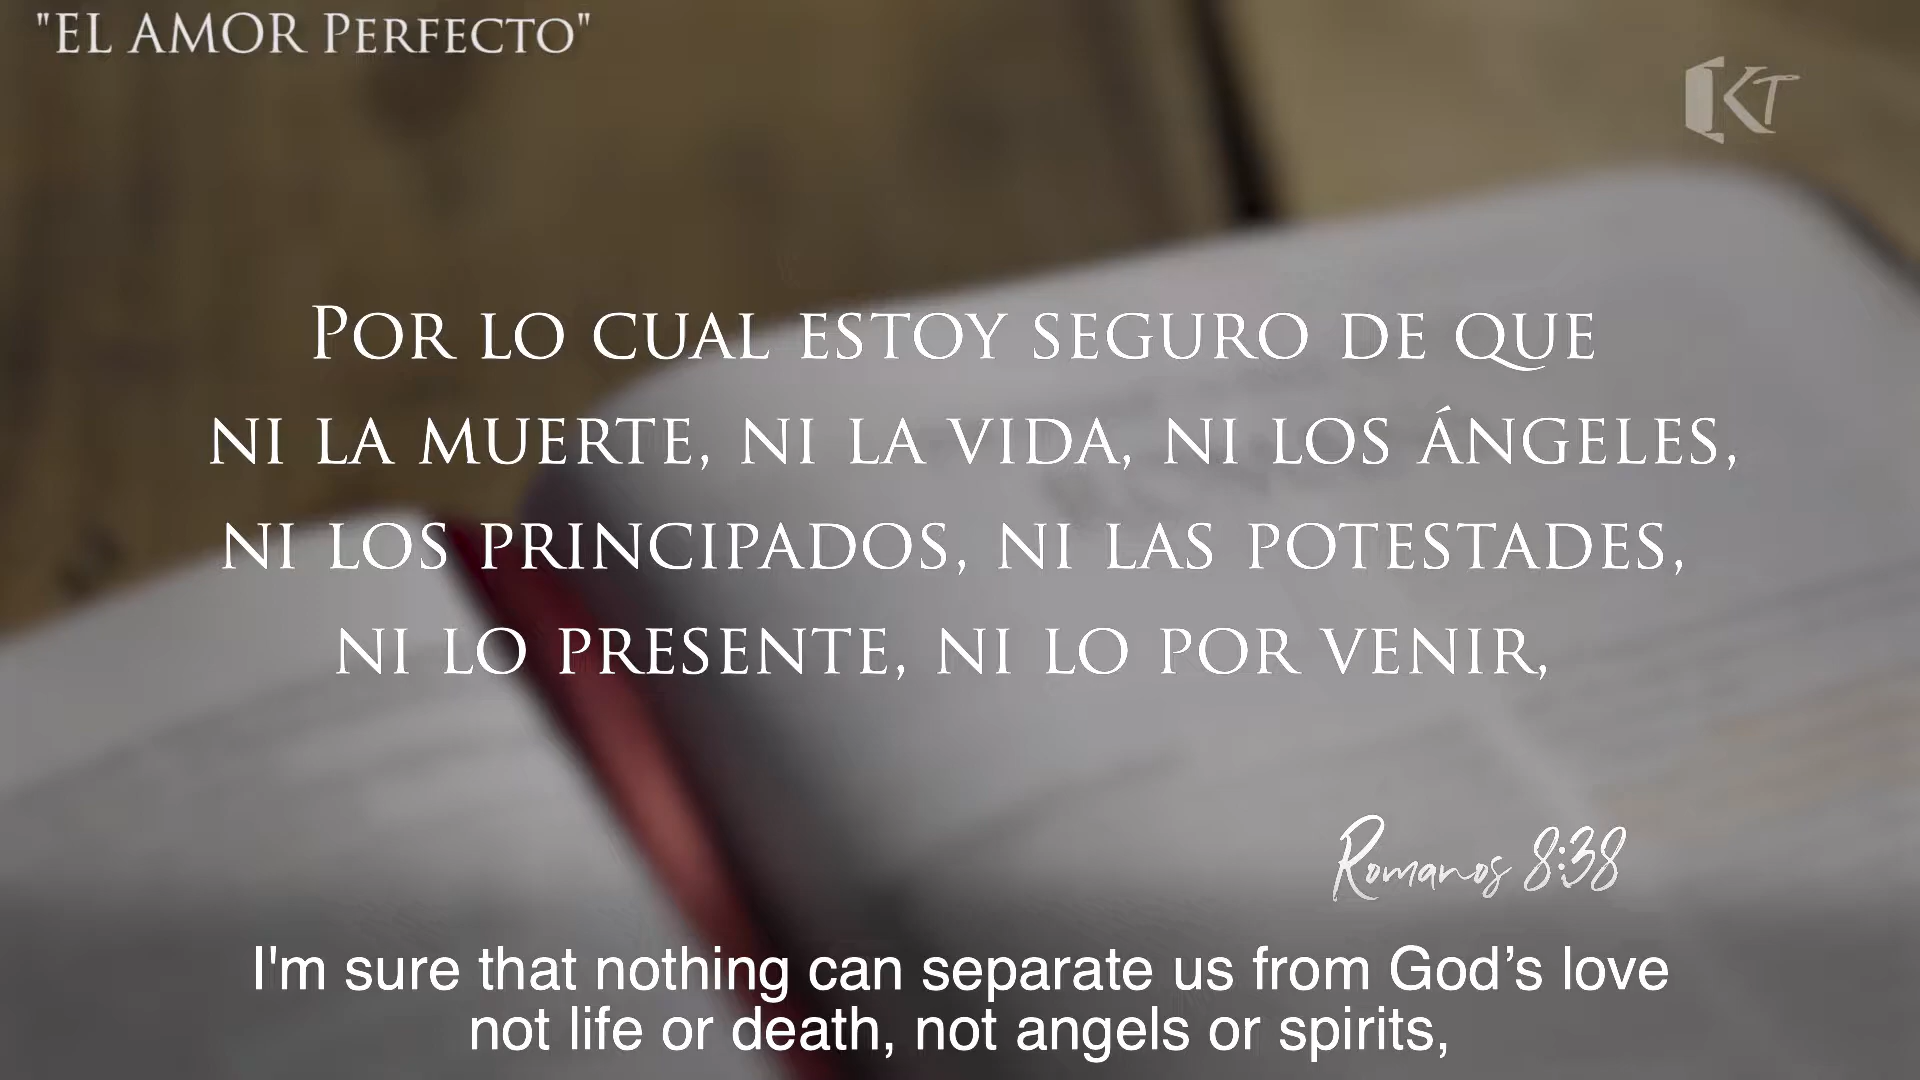 "EL AMOR PERFECTO"
KT
POR LO CUAL ESTOY SEGURO DE QUE
NI LA MUERTE, NI LA VIDA, NI LOS ÁNGELES,
NI LOS PRINCIPADOS, NI LAS POTESTADES,
NI LO PRESENTE, NI LO POR VENIR,
Romanos 8:38
I'm sure that nothing can separate us from God’s love
not life or death, not angels or spirits,